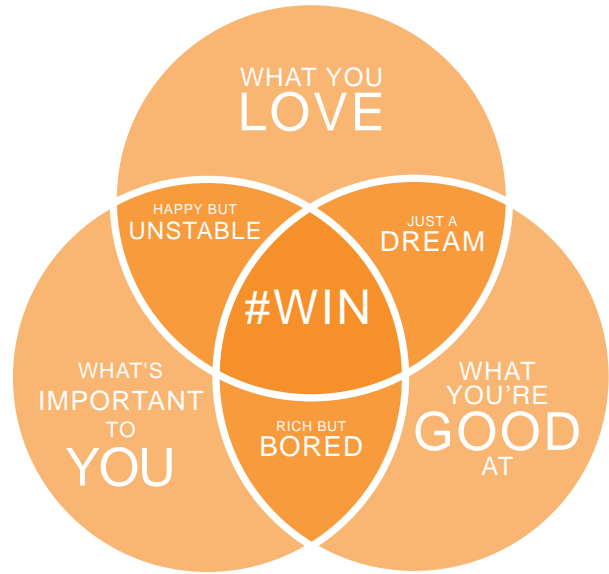 WHAT YOU
LOVE
HAPPY BUT
UNSTABLE
JUST A
DREAM
#WIN
WHAT'S
IMPORTANT
TO
YOU
RICH BUT
BORED
WHAT
YOU'RE
GOOD
AT